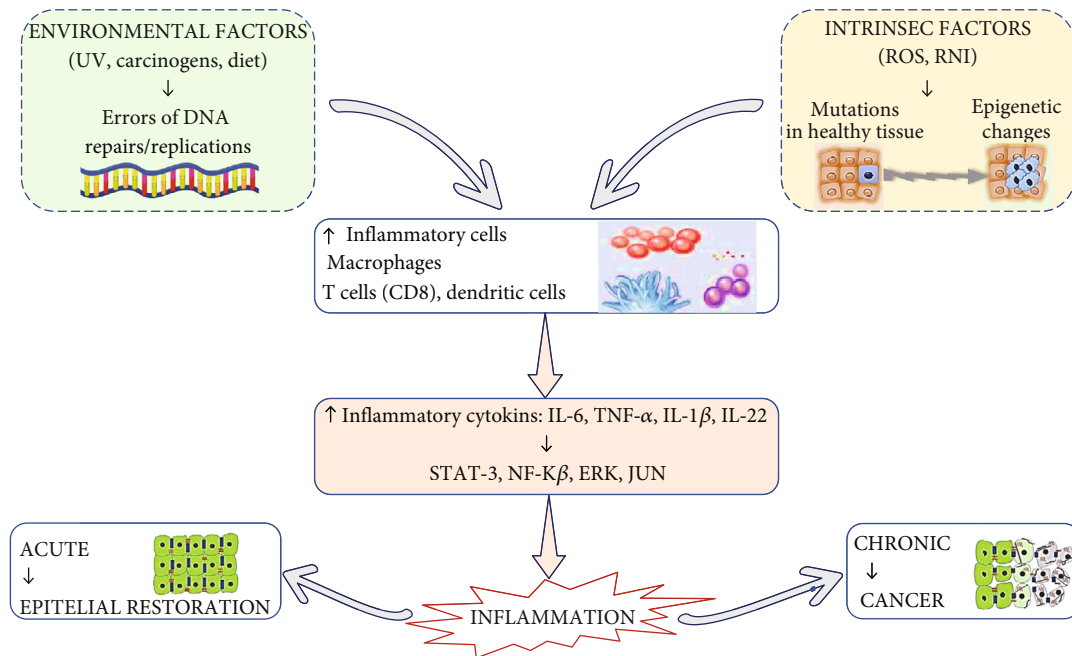 ENVIRONMENTAL FACTORS
(UV, carcinogens, diet)
↓
Errors of DNA
repairs/replications
INTRINSEC FACTORS
(ROS, RNI)
↓
Mutations
in healthy tissue
Epigenetic
changes
↑ Inflammatory cells
Macrophages
T cells (CD8), dendritic cells
↑ Inflammatory cytokins: IL-6, TNF-α, IL-1β, IL-22
↓
STAT-3, NF-Kβ, ERK, JUN
ACUTE
↓
EPITELIAL RESTORATION
INFLAMMATION
CHRONIC
↓
CANCER